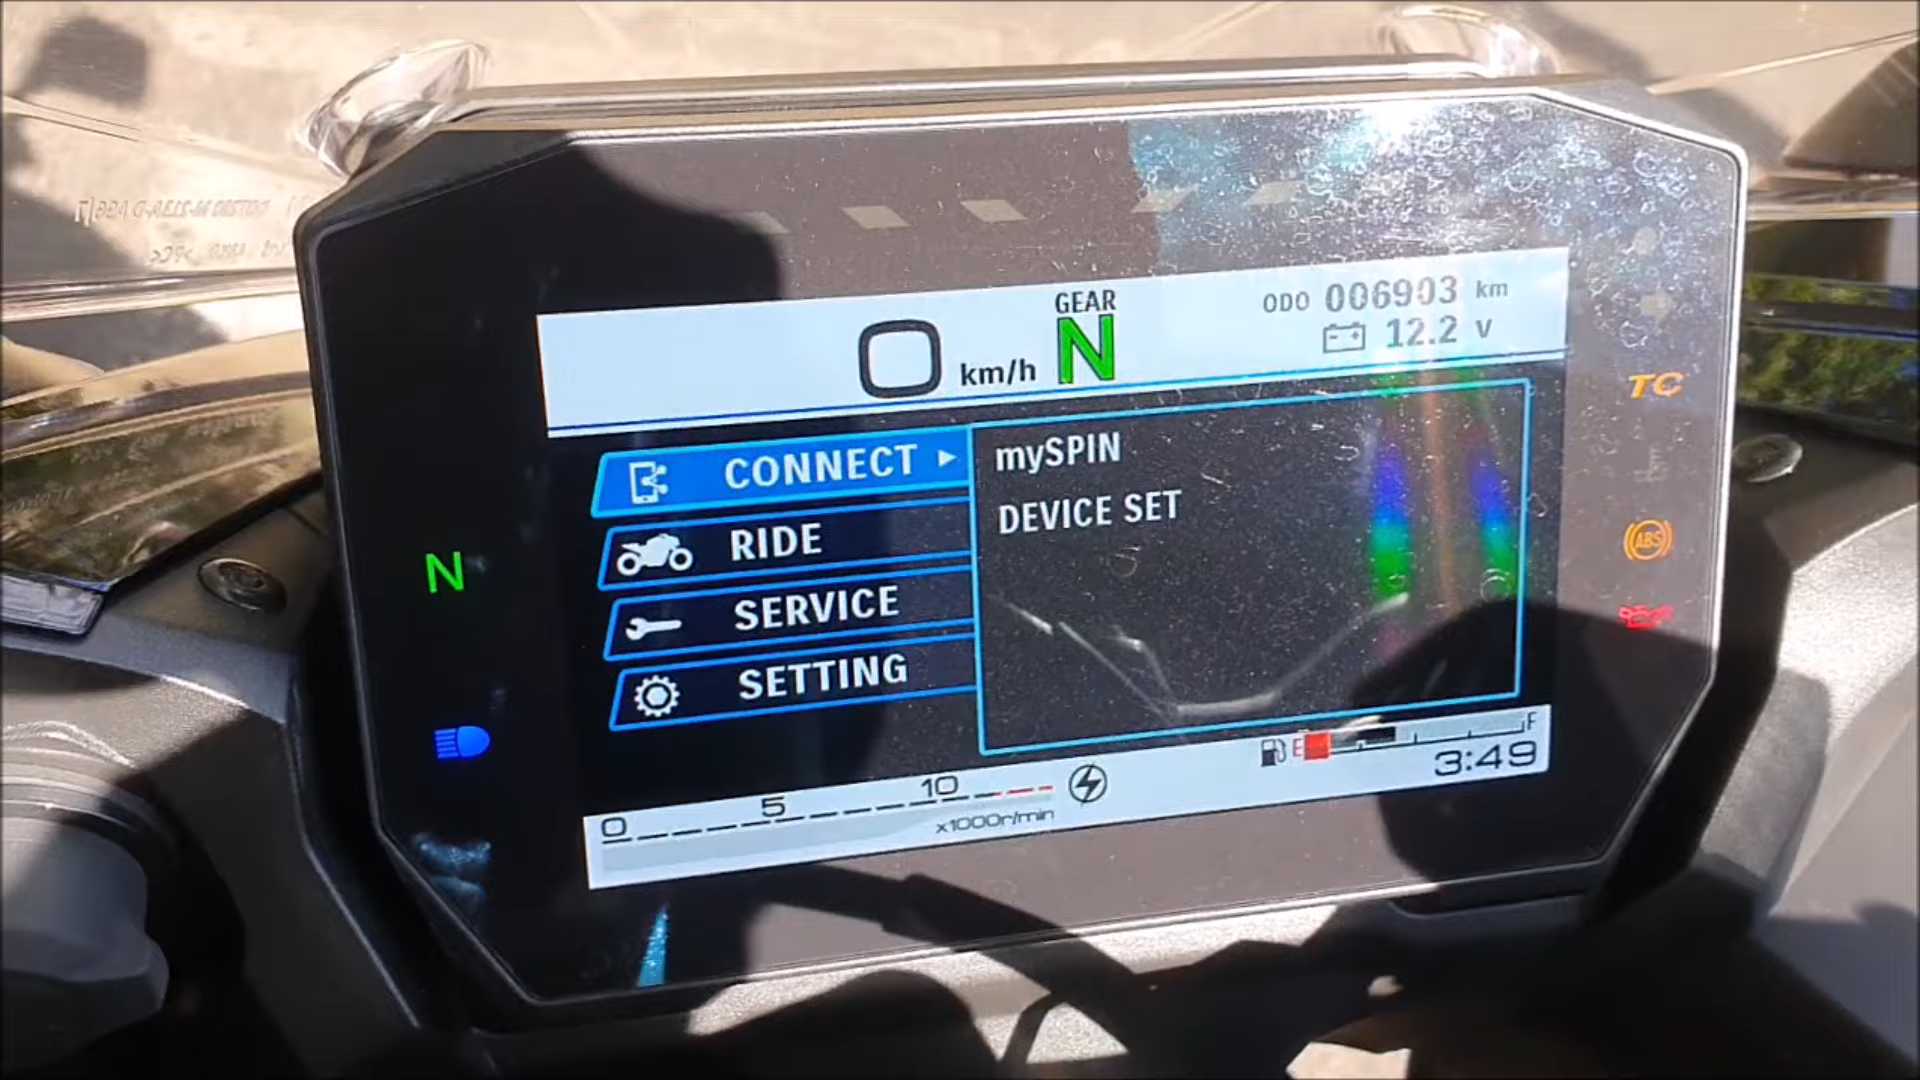 GEAR
0 km/h N
ODO 006903 km
12.2 V
TC
CONNECT
mySPIN
DEVICE SET
RIDE
ABS
SERVICE
SETTING
N
E F
3:49
0 5 10
x1000r/min